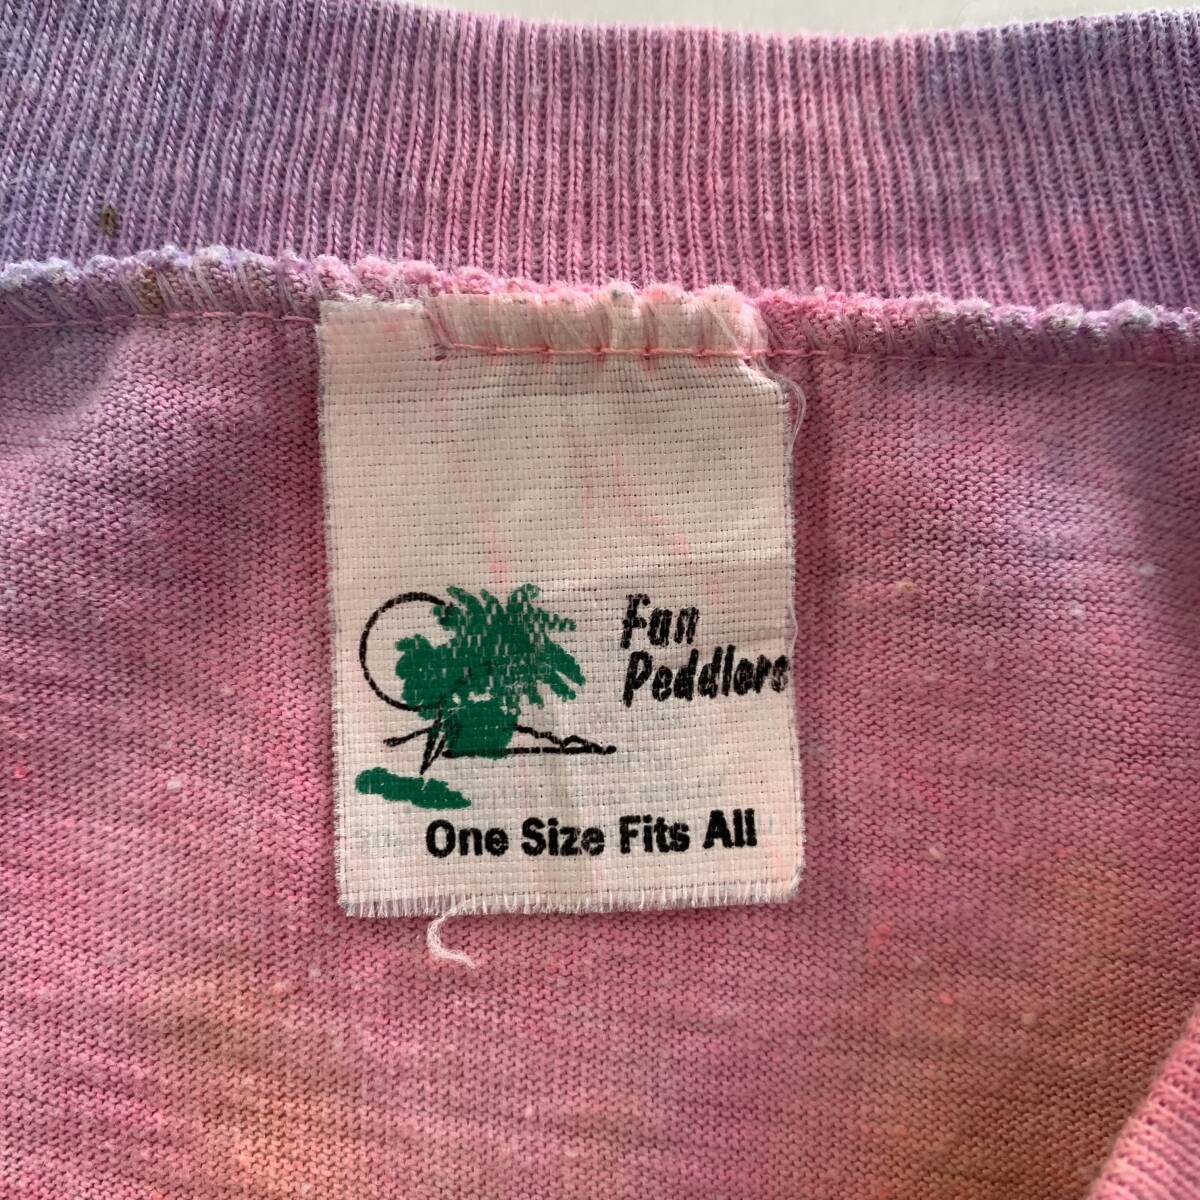 Fun
Peddlers
One Size Fits All